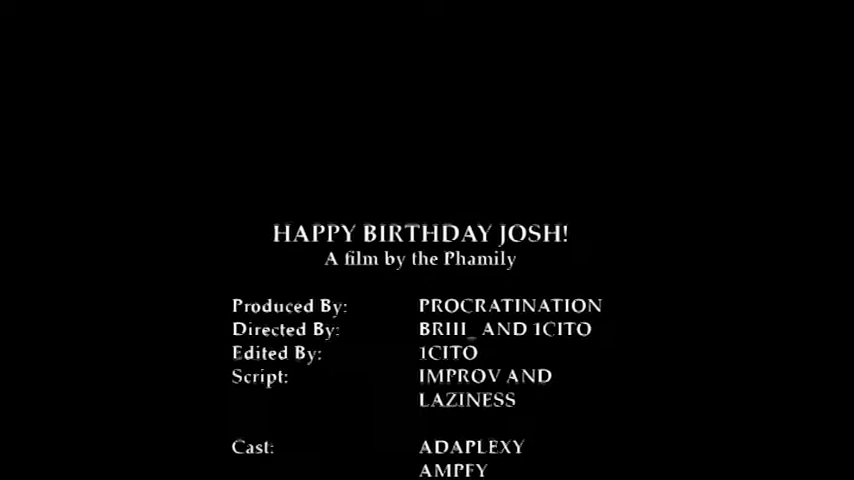 HAPPY BIRTHDAY JOSH!
A film by the Phamily
Produced By: PROCRATINATION
Directed By: BRIII_ AND 1CITO
Edited By: 1CITO
Script: IMPROV AND
LAZINESS
Cast: ADAPLEXY
AMPFY